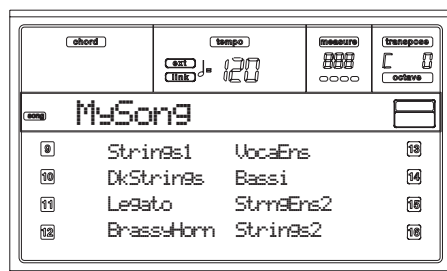 chord tempo measure transpose
ext link ♩= 120 888 C 0
octave
song MySong
9 Strings1 VocaEns 13
10 DkStrings Bassi 14
11 Legato StrngEns2 15
12 BrassyHorn Strings2 16